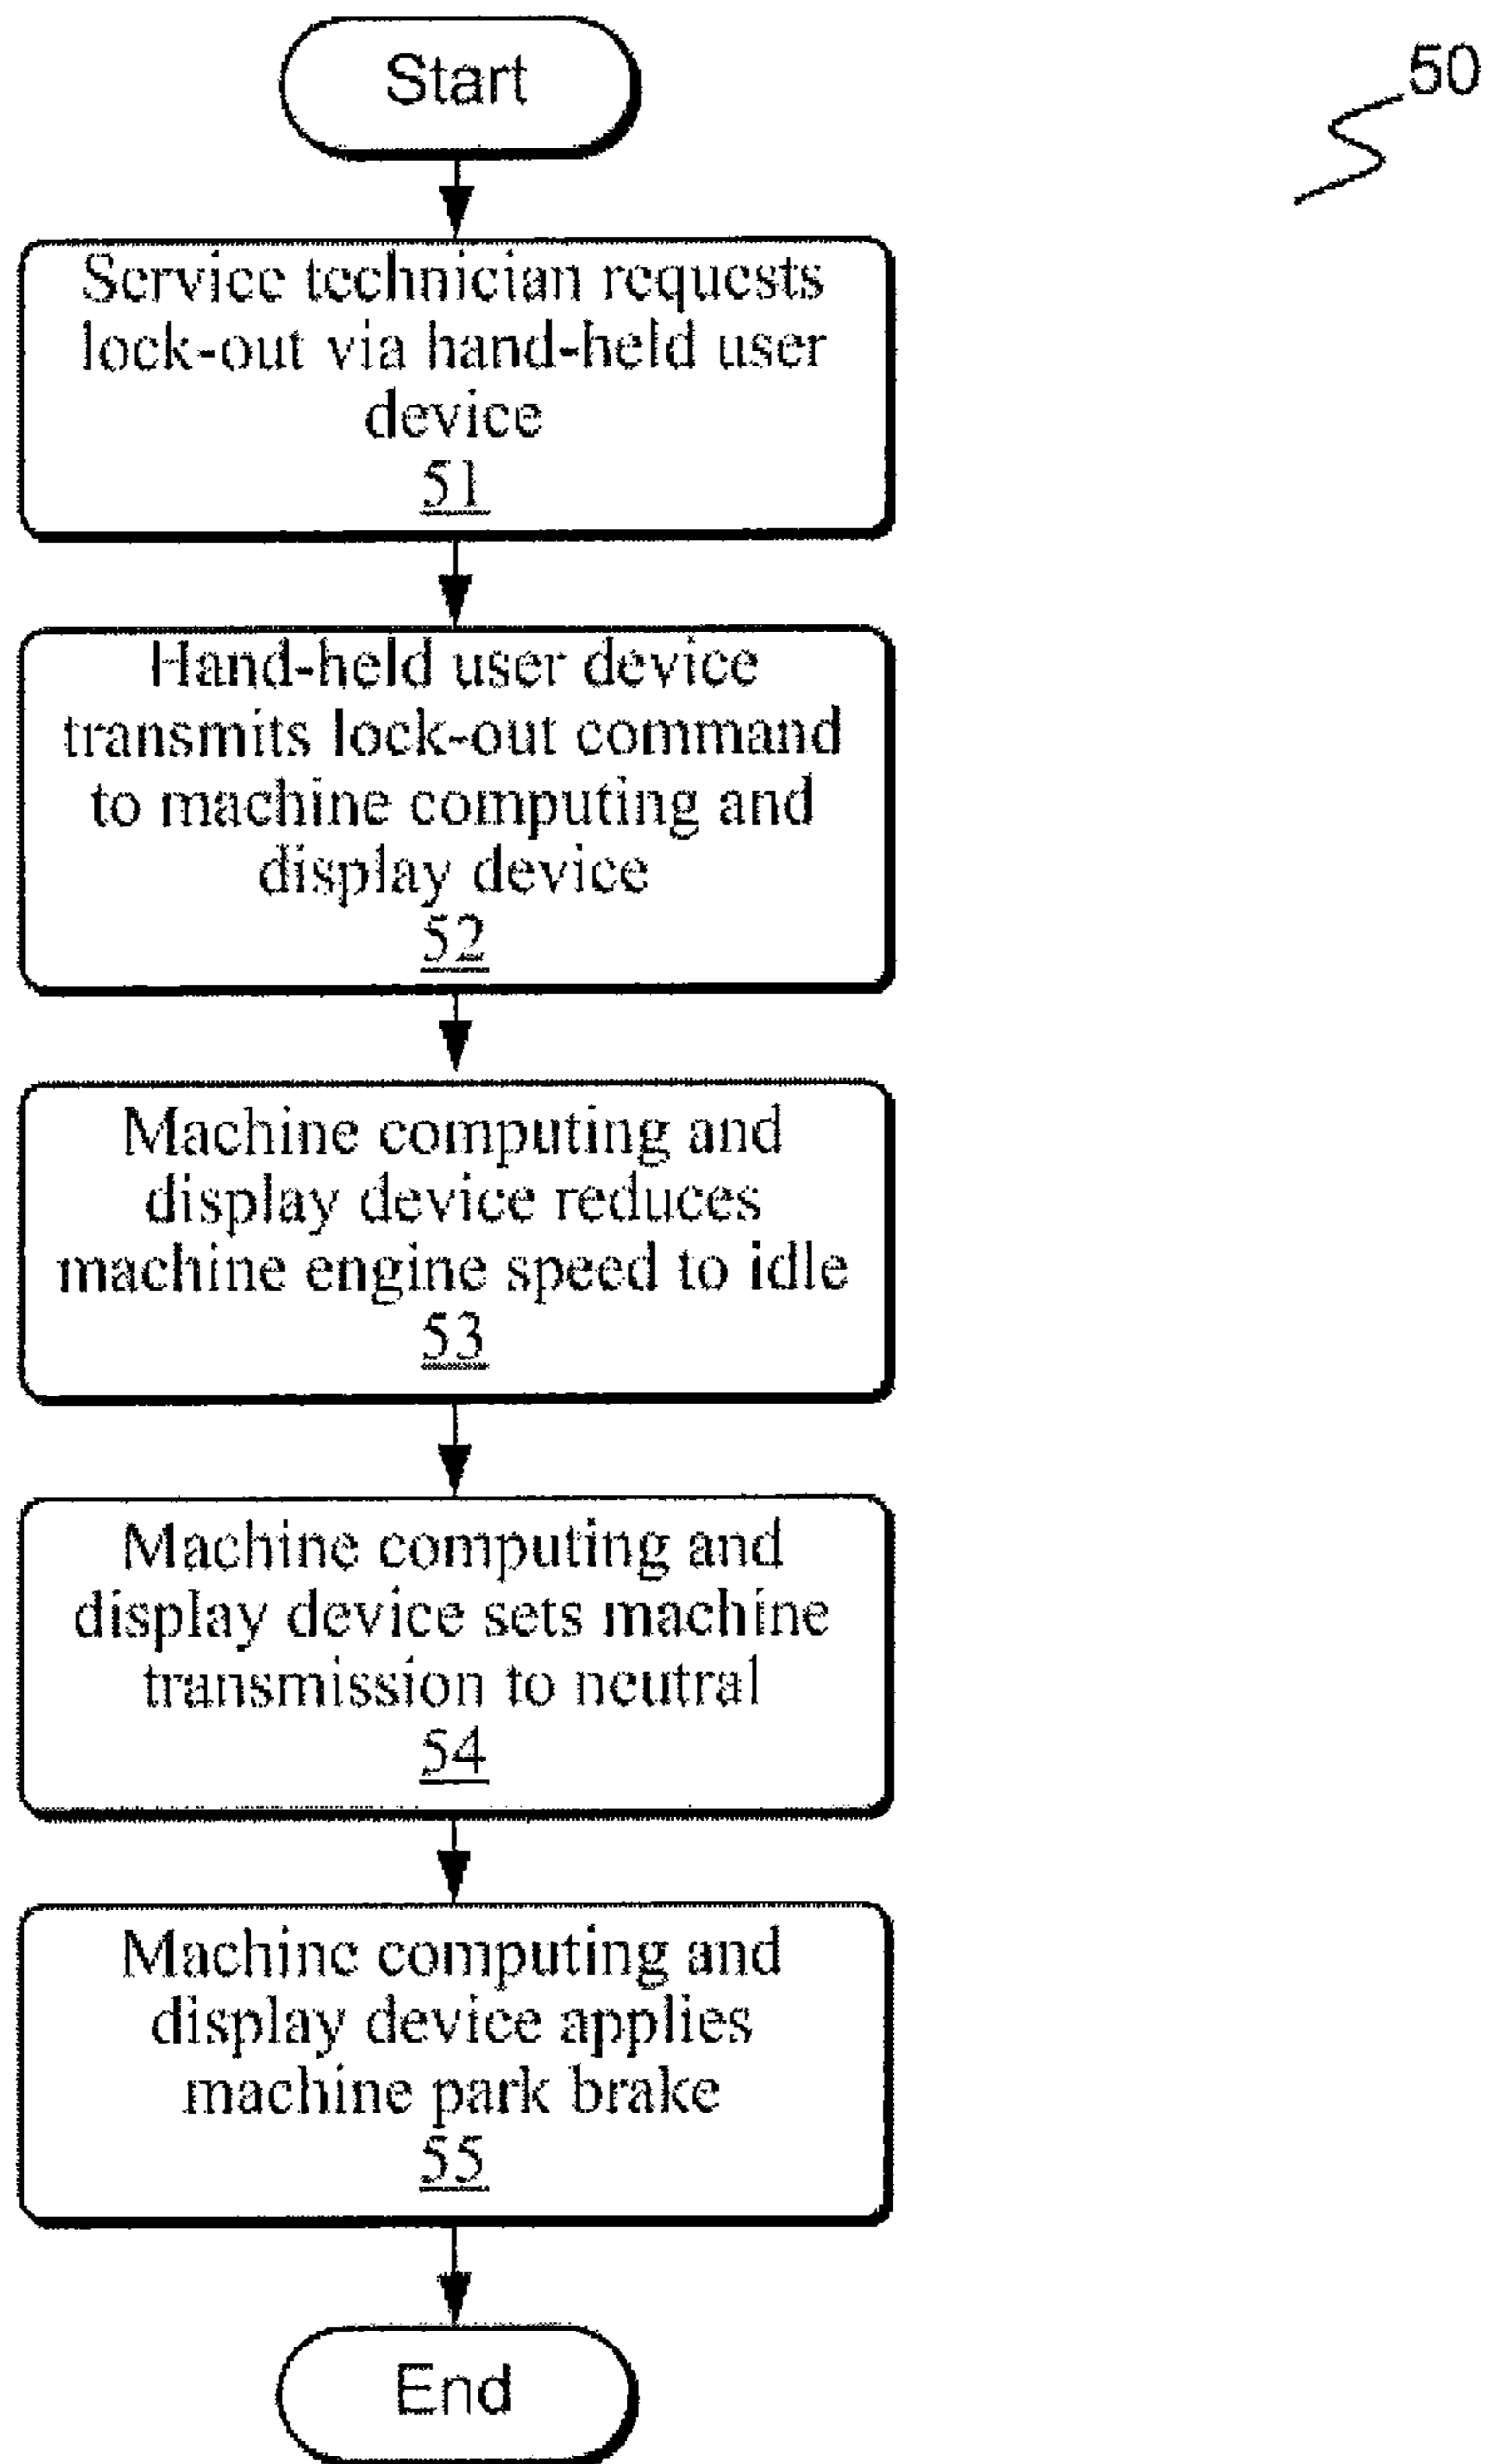 Start
50
Service technician requests
lock-out via hand-held user
device
51
Hand-held user device
transmits lock-out command
to machine computing and
display device
52
Machine computing and
display device reduces
machine engine speed to idle
53
Machine computing and
display device sets machine
transmission to neutral
54
Machine computing and
display device applies
machine park brake
55
End